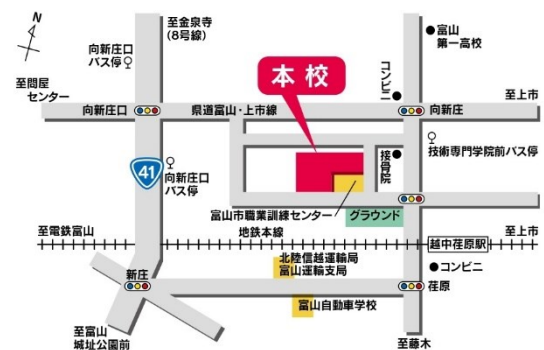 N
至金泉寺
(8号線)
向新庄口
バス停
至問屋
センター
向新庄口
県道富山・上市線
本校
コンビニ
富山
第一高校
向新庄
至上市
技術専門学院前バス停
接骨院
41
向新庄口
バス停
富山市職業訓練センター
グラウンド
至電鉄富山
地鉄本線
越中荏原駅
至上市
北陸信越運輸局
富山運輸支局
コンビニ
新庄
荏原
富山自動車学校
至富山
城址公園前
至藤木